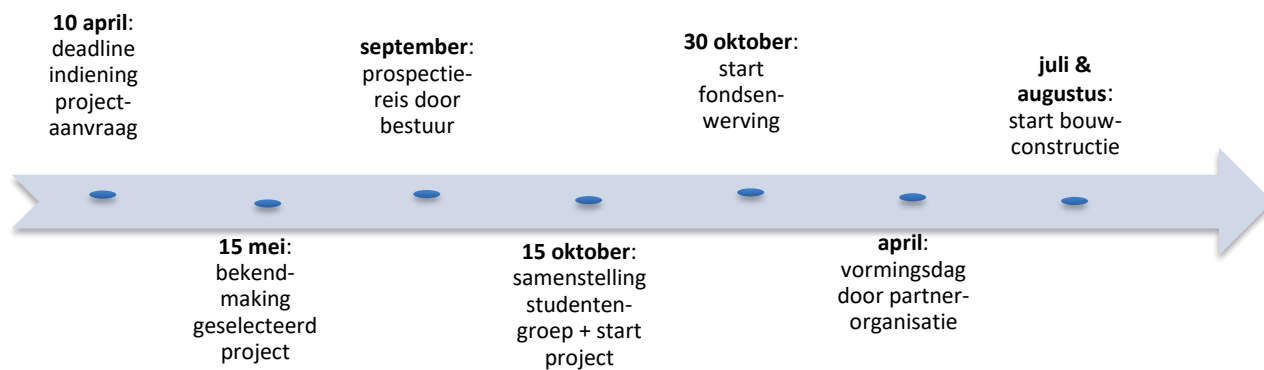 10 april:
deadline
indiening
project-
aanvraag
15 mei:
bekend-
making
geselecteerd
project
september:
prospectie-
reis door
bestuur
15 oktober:
samenstelling
studenten-
groep + start
project
30 oktober:
start
fondsen-
werving
april:
vormingsdag
door partner-
organisatie
juli &
augustus:
start bouw-
constructie